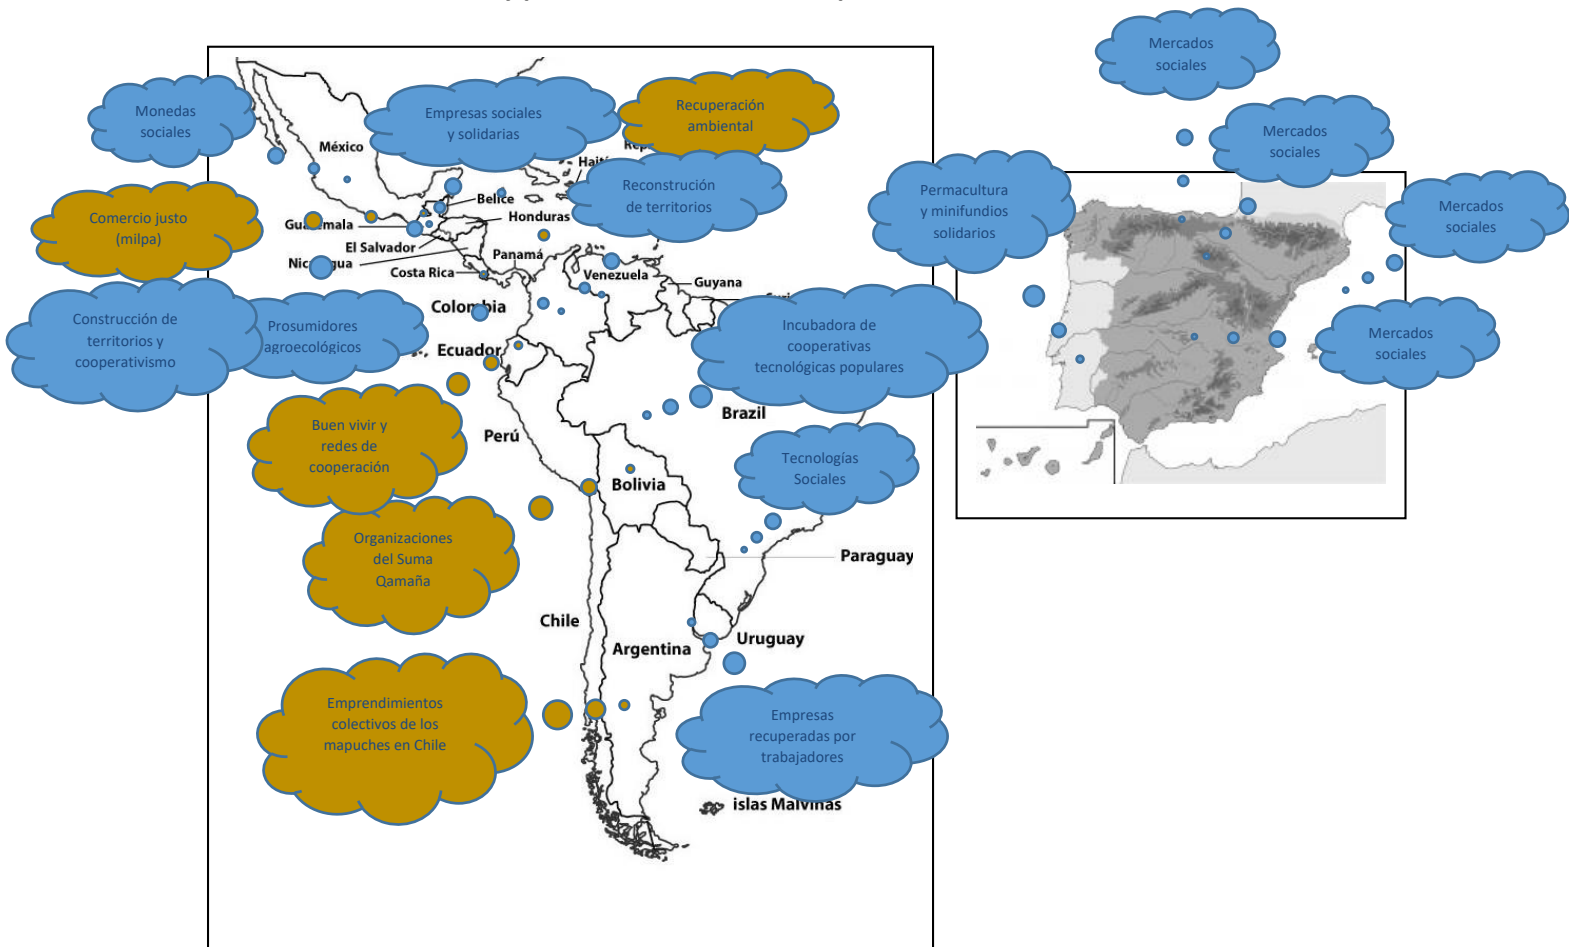 Mercados
sociales
Monedas
sociales
Empresas sociales
y solidarias
Recuperación
ambiental
Mercados
sociales
México
Permacultura
y minifundios
solidarios
Reconstrución
de territorios
Mercados
sociales
Comercio justo
(milpa)
Belice
Honduras
El Salvador
Panamá
Costa Rica
Venezuela
Guyana
Construcción de
territorios y
cooperativismo
Prosumidores
agroecológicos
Incubadora de
cooperativas
tecnológicas populares
Mercados
sociales
Ecuador
Brazil
Buen vivir y
redes de
cooperación
Perú
Tecnologías
Sociales
Bolivia
Organizaciones
del Suma
Qamaña
Paraguay
Chile
Uruguay
Argentina
Emprendimientos
colectivos de los
mapuches en Chile
Empresas
recuperadas por
trabajadores
islas Malvinas